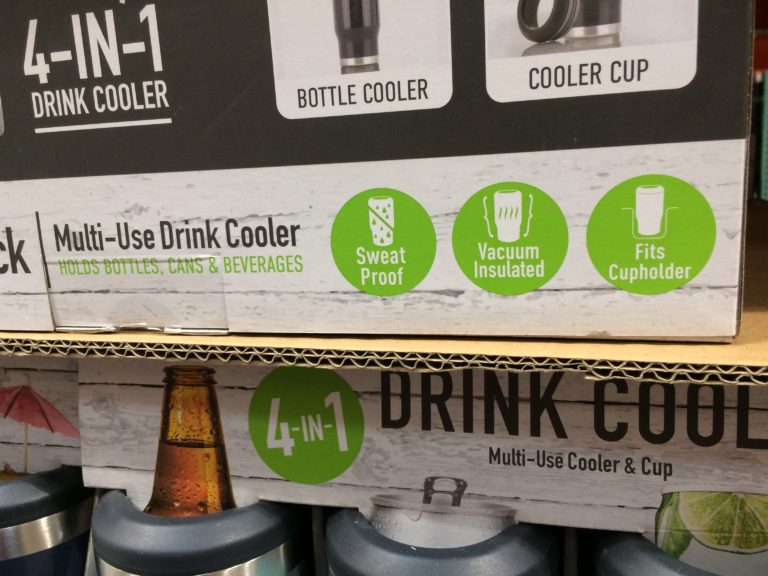 4-IN-1
DRINK COOLER
BOTTLE COOLER
COOLER CUP
Multi-Use Drink Cooler
HOLDS BOTTLES, CANS & BEVERAGES
Sweat
Proof
Vacuum
Insulated
Fits
Cupholder
4-IN-1
DRINK COOL
Multi-Use Cooler & Cup